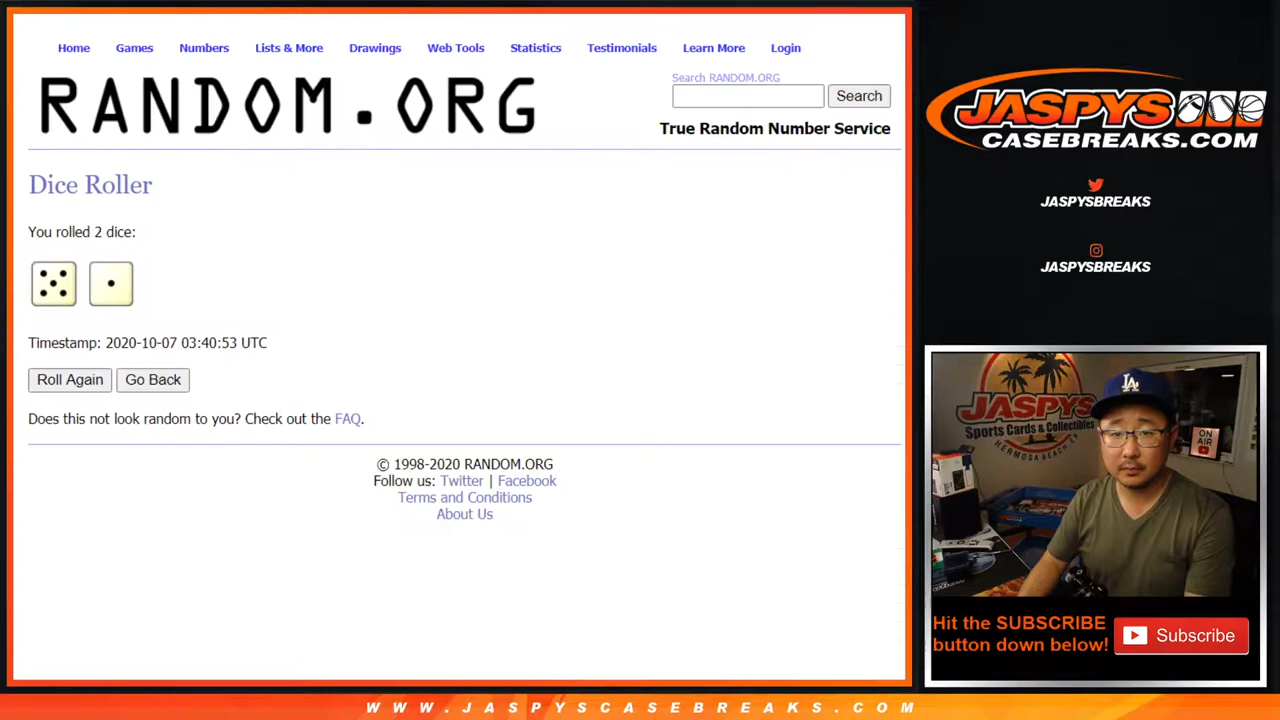 Home Games Numbers Lists & More Drawings Web Tools Statistics Testimonials Learn More Login
RANDOM.ORG
Search RANDOM.ORG
Search
True Random Number Service
Dice Roller
You rolled 2 dice:
Timestamp: 2020-10-07 03:40:53 UTC
Roll Again Go Back
Does this not look random to you? Check out the FAQ.
© 1998-2020 RANDOM.ORG
Follow us: Twitter | Facebook
Terms and Conditions
About Us
JASPYS
CASEBREAKS.COM
JASPYSBREAKS
JASPYSBREAKS
JASPYS
Sports Cards & Collectibles
HERMOSA BEACH, CA
LA
ON
AIR
Hit the SUBSCRIBE
button down below!
Subscribe
WWW.JASPYSCASEBREAKS.COM